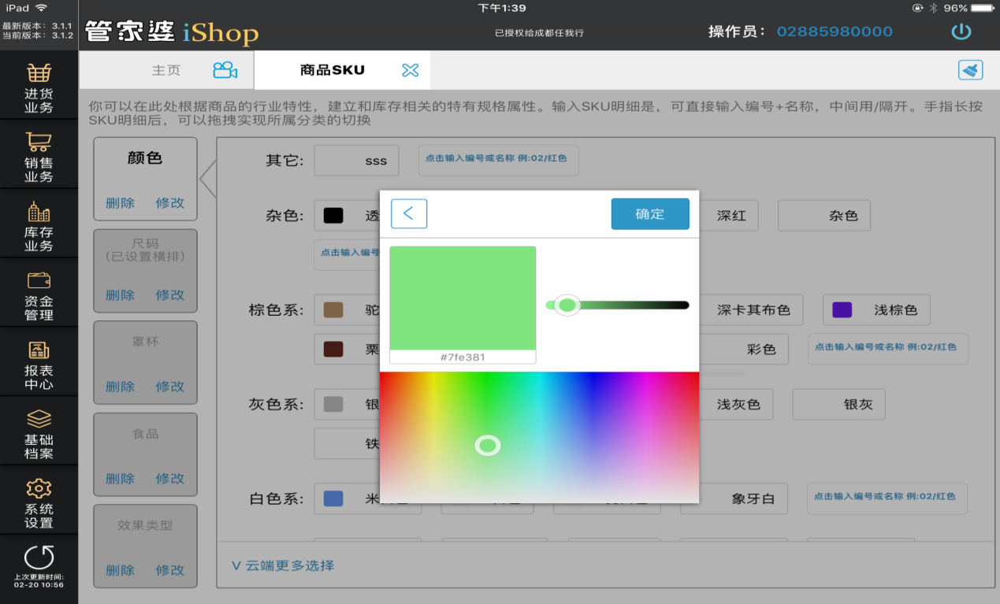 iPad
下午1:39
96%
最新版本: 3.1.1
当前版本: 3.1.2
管家婆 iShop
已授权给成都任我行
操作员: 02885980000
进货
业务
销售
业务
库存
业务
资金
管理
报表
中心
基础
档案
系统
设置
上次更新时间:
02-20 10:56
主页
商品SKU
你可以在此处根据商品的行业特性，建立和库存相关的特有规格属性。输入SKU明细是，可直接输入编号+名称，中间用/隔开。手指长按
SKU明细后，可以拖拽实现所属分类的切换
颜色
删除 修改
尺码
(已设置横排)
删除 修改
罩杯
删除 修改
食品
删除 修改
效果类型
删除 修改
其它: sss 点击输入编号或名称 例:02/红色
杂色: 透 深红 杂色
点击输入编号
棕色系: 驼 深卡其布色 浅棕色
栗 彩色 点击输入编号或名称 例:02/红色
灰色系: 银 浅灰色 银灰
铁
白色系: 米 象牙白 点击输入编号或名称 例:02/红色
确定
#7fe381
V 云端更多选择